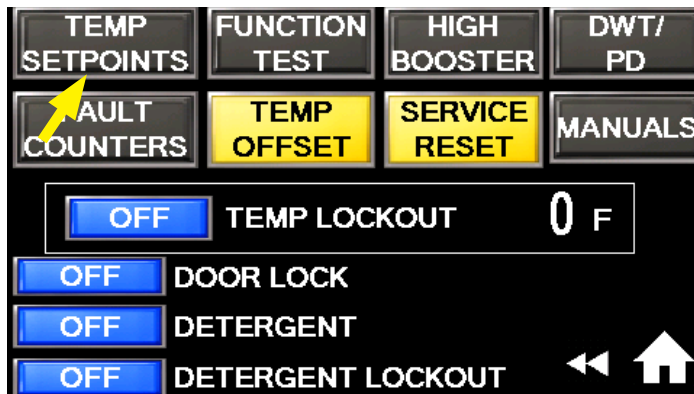 TEMP SETPOINTS
FUNCTION TEST
HIGH BOOSTER
DWT/ PD
FAULT COUNTERS
TEMP OFFSET
SERVICE RESET
MANUALS
OFF TEMP LOCKOUT 0 F
OFF DOOR LOCK
OFF DETERGENT
OFF DETERGENT LOCKOUT